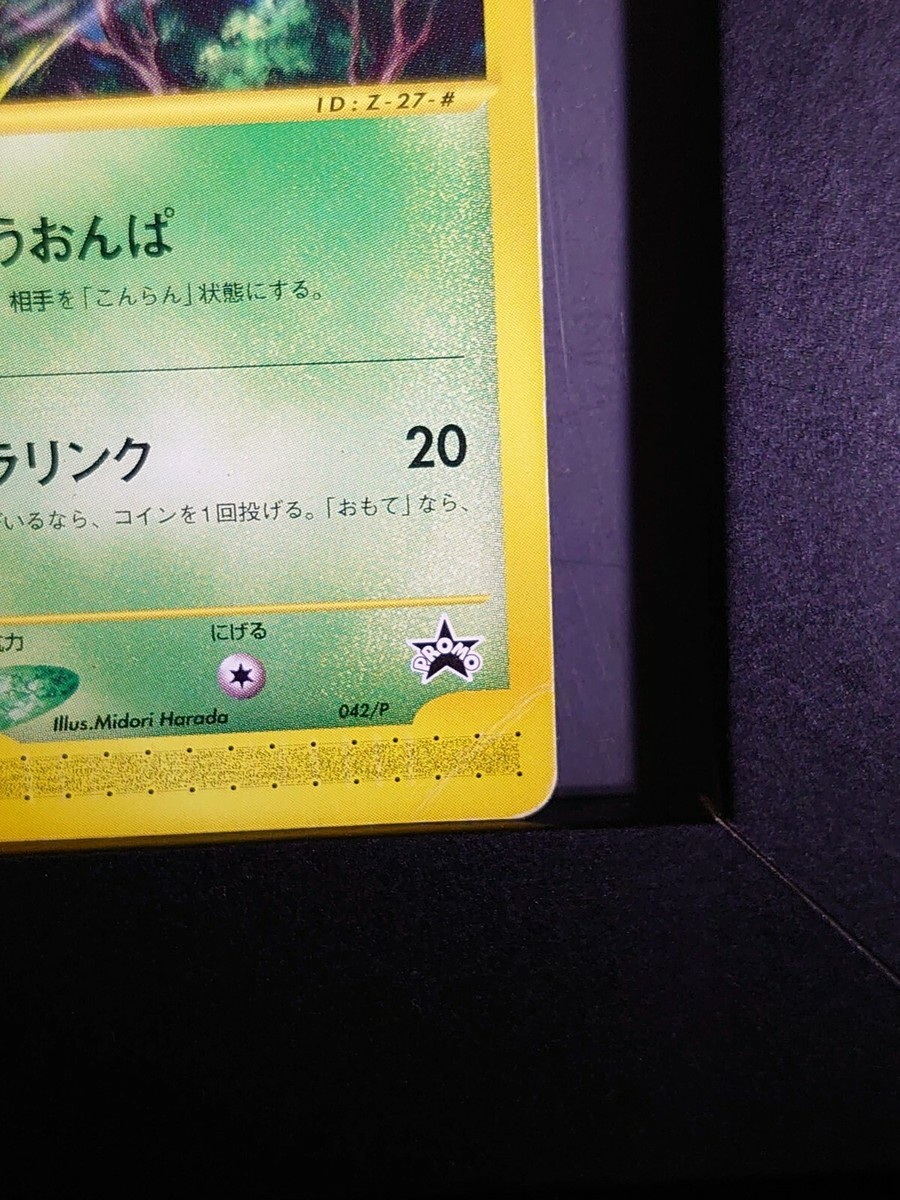 ID:Z-27-#
うおんぱ
相手を「こんらん」状態にする。
ラリンク 20
いるなら、コインを1回投げる。「おもて」なら、
力 にげる
PROMO
Illus.Midori Harada 042/P